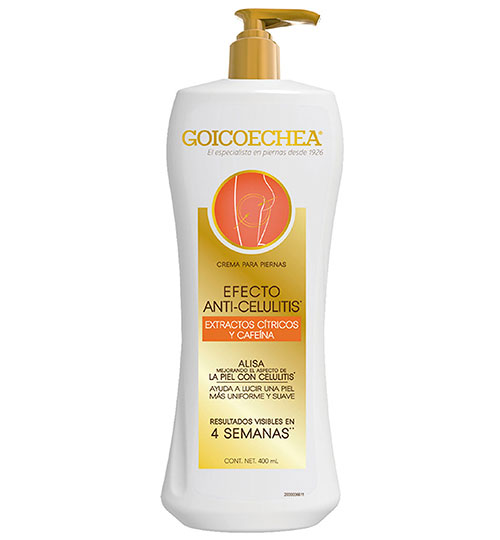 GOICOECHEA®
El especialista en piernas desde 1926
CREMA PARA PIERNAS
EFECTO
ANTI-CELULITIS*
EXTRACTOS CÍTRICOS
Y CAFEÍNA
ALISA
MEJORANDO EL ASPECTO DE
LA PIEL CON CELULITIS*
AYUDA A LUCIR UNA PIEL
MÁS UNIFORME Y SUAVE
RESULTADOS VISIBLES EN
4 SEMANAS**
CONT. NET. 400 mL